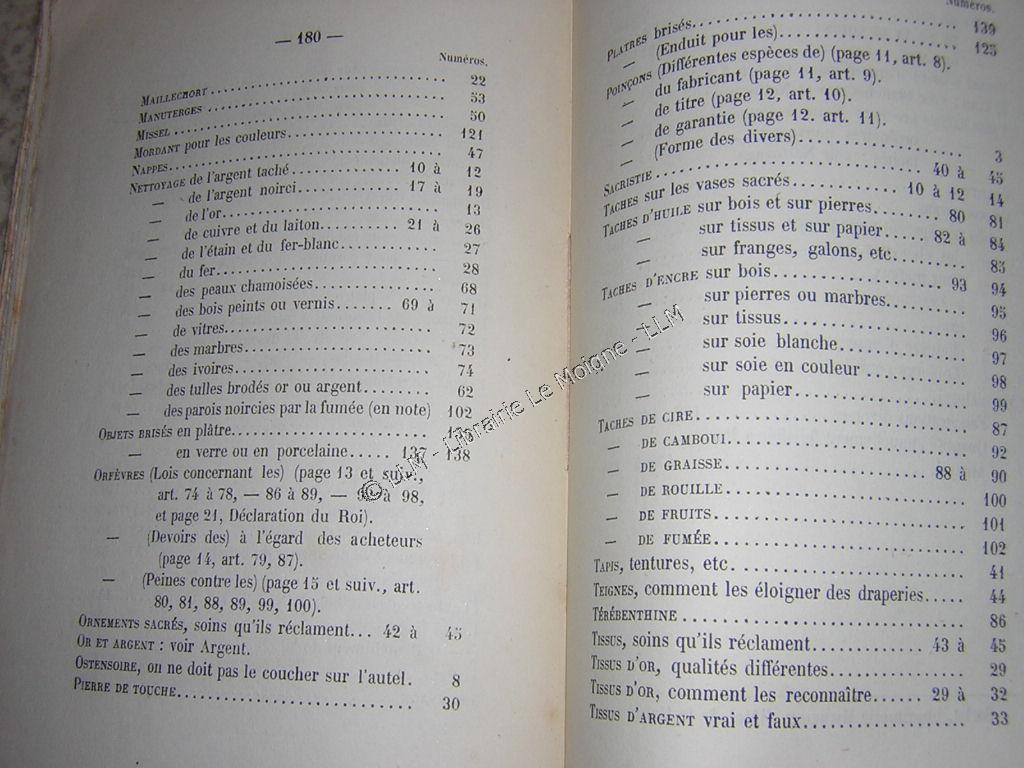 — 180 —
Numéros.
MAILLECHORT . . . . 22
MANUTERGES . . . . 53
MISSEL . . . . 50
MORDANT pour les couleurs . . . . 121
NAPPES . . . . 47
NETTOYAGE de l'argent taché . . . . 10 à 12
— de l'argent noirci . . . . 17 à 19
— de l'or . . . . 13
— de cuivre et du laiton . . . . 21 à 26
— de l'étain et du fer-blanc . . . . 27
— du fer . . . . 28
— des peaux chamoisées . . . . 68
— des bois peints ou vernis . . . . 69 à 71
— de vitres . . . . 72
— des marbres . . . . 73
— des ivoires . . . . 74
— des tulles brodés or ou argent . . . . 62
— des parois noircies par la fumée (en note) 102
OBJETS BRISÉS en plâtre . . . .
— en verre ou en porcelaine . . . . 137 138
ORFÈVRES (Lois concernant les) (page 13 et suiv.,
art. 74 à 78, — 86 à 89, — à 98,
et page 21, Déclaration du Roi).
— (Devoirs des) à l'égard des acheteurs
(page 14, art. 79, 87).
— (Peines contre les) (page 15 et suiv., art.
80, 81, 88, 89, 99, 100).
ORNEMENTS SACRÉS, soins qu'ils réclament . . . 42 à 45
OR ET ARGENT : voir Argent.
OSTENSOIRE, on ne doit pas le coucher sur l'autel. 8
PIERRE DE TOUCHE . . . . 30
Numéros.
PLATRES brisés . . . . 139
— (Enduit pour les) . . . . 125
POINÇONS (Différentes espèces de) (page 11, art. 8).
— du fabricant (page 11, art. 9).
— de titre (page 12, art. 10).
— de garantie (page 12. art. 11).
— (Forme des divers) . . . . 3
SACRISTIE . . . . 40 à 45
TACHES sur les vases sacrés . . . . 10 à 12 14
TACHES D'HUILE sur bois et sur pierres . . . . 80 81
— sur tissus et sur papier . . . . 82 à 84
— sur franges, galons, etc . . . . 83
TACHES D'ENCRE sur bois . . . . 93 94
— sur pierres ou marbres . . . . 95
— sur tissus . . . . 96
— sur soie blanche . . . . 97
— sur soie en couleur . . . . 98
— sur papier . . . . 99
TACHES DE CIRE . . . . 87
— DE CAMBOUI . . . . 92
— DE GRAISSE . . . . 88 à 90
— DE ROUILLE . . . . 100
— DE FRUITS . . . . 101
— DE FUMÉE . . . . 102
TAPIS, tentures, etc . . . . 41
TEIGNES, comment les éloigner des draperies . . . . 44
TÉRÉBENTHINE . . . . 86
TISSUS, soins qu'ils réclament . . . . 43 à 45
TISSUS D'OR, qualités différentes . . . . 29
TISSUS D'OR, comment les reconnaître . . . . 29 à 32
TISSUS D'ARGENT vrai et faux . . . . 33
© LLM - Librairie Le Moigne - LLM